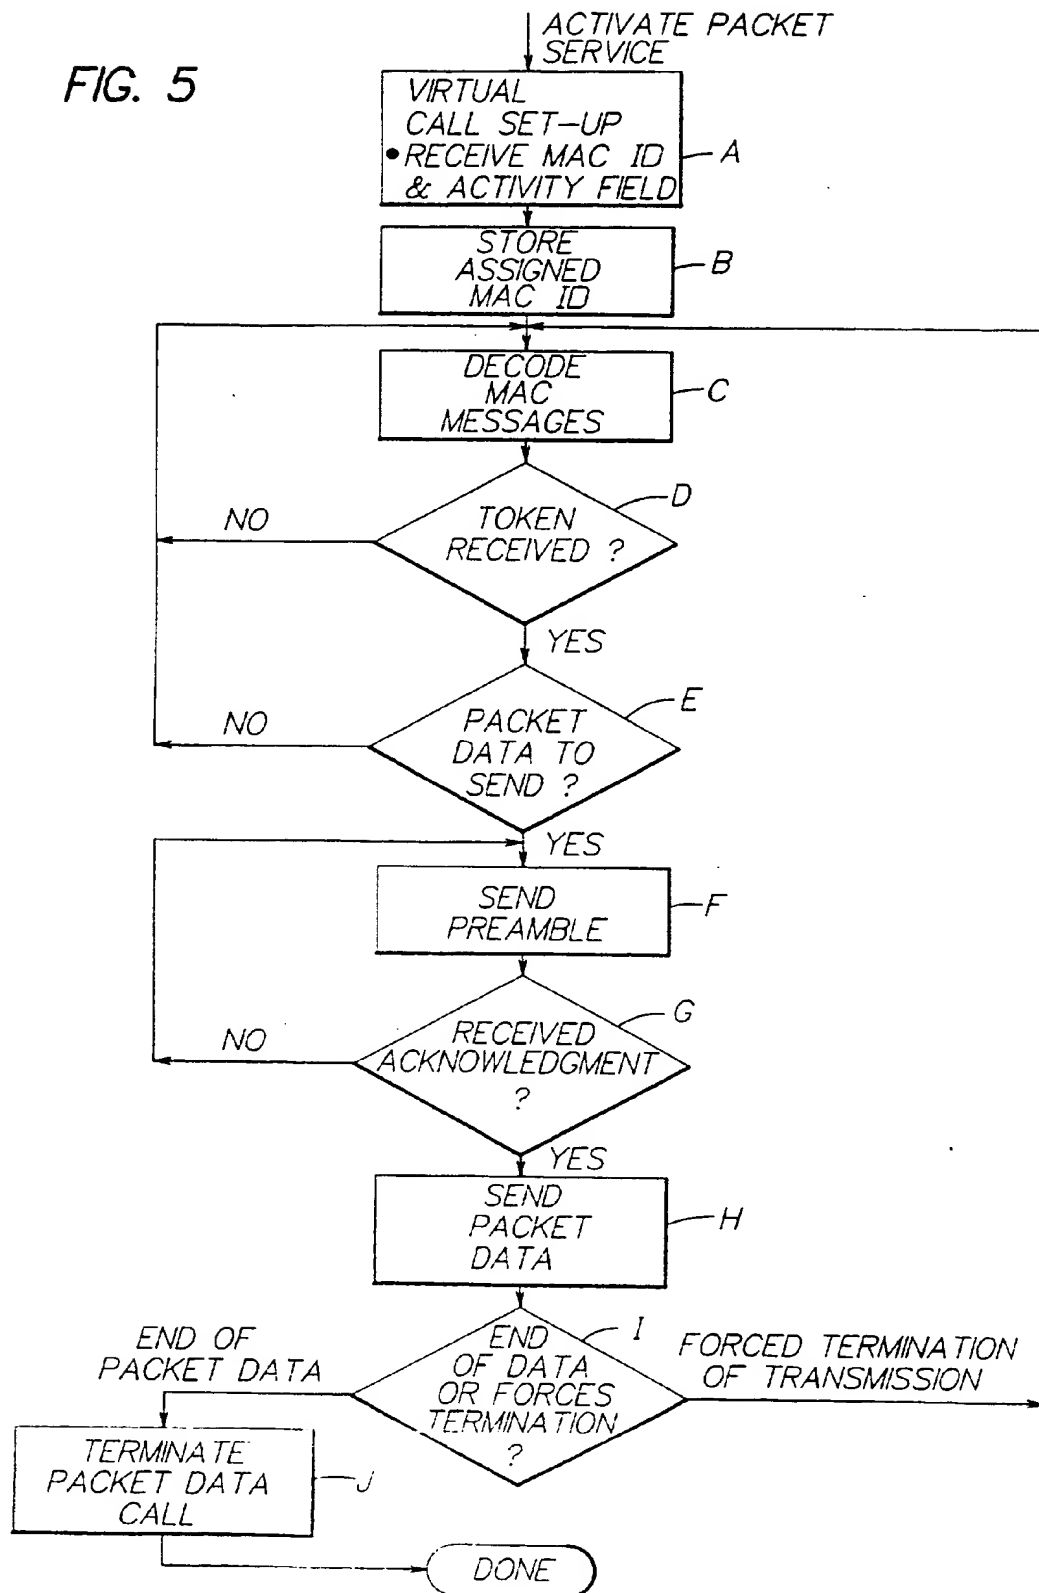 ACTIVATE PACKET
SERVICE
FIG. 5
VIRTUAL
CALL SET-UP
•RECEIVE MAC ID
& ACTIVITY FIELD
A
STORE
ASSIGNED
MAC ID
B
DECODE
MAC
MESSAGES
C
D
TOKEN
RECEIVED ?
NO
YES
E
PACKET
DATA TO
SEND ?
NO
YES
SEND
PREAMBLE
F
G
RECEIVED
ACKNOWLEDGMENT
?
NO
YES
SEND
PACKET
DATA
H
I
END
OF DATA
OR FORCES
TERMINATION
?
END OF
PACKET DATA
FORCED TERMINATION
OF TRANSMISSION
TERMINATE
PACKET DATA
CALL
J
DONE